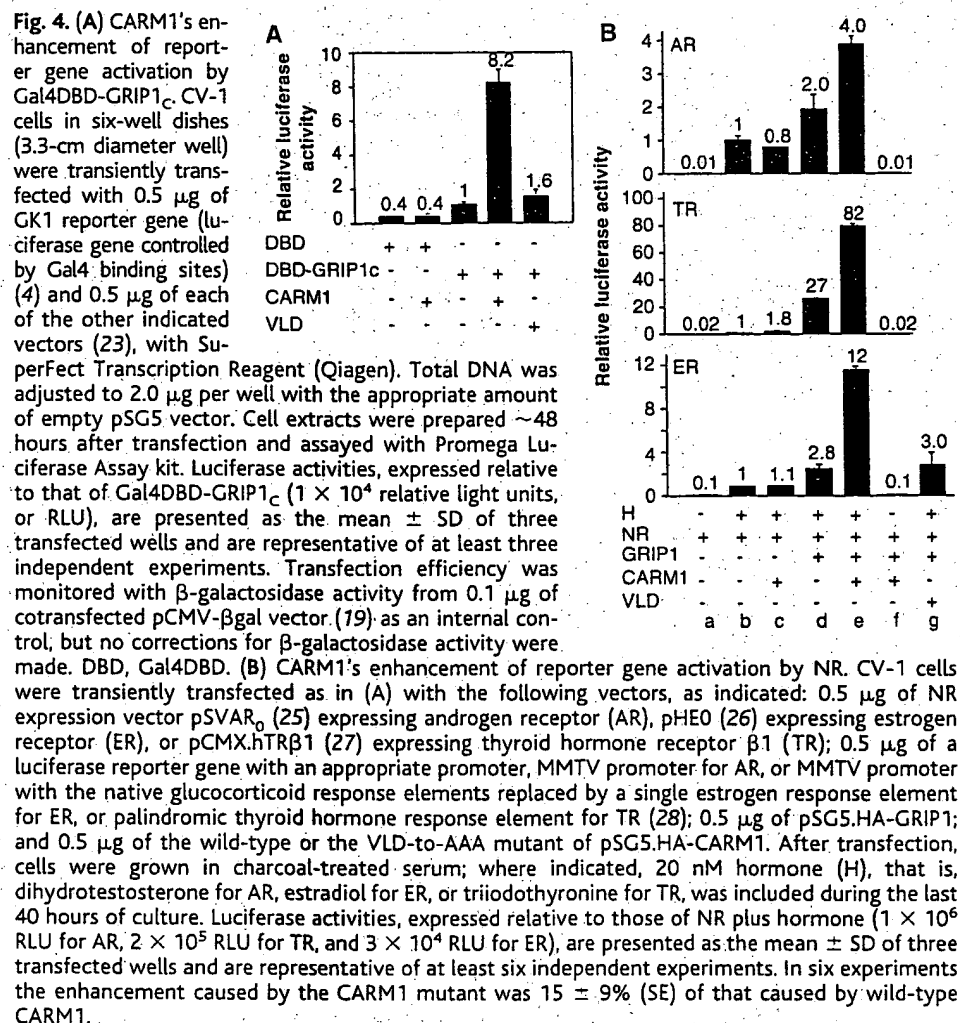 Fig. 4. (A) CARM1's en-
hancement of report-
er gene activation by
Gal4DBD-GRIP1C. CV-1
cells in six-well dishes
(3.3-cm diameter well)
were transiently trans-
fected with 0.5 μg of
GK1 reporter gene (lu-
ciferase gene controlled
by Gal4 binding sites)
(4) and 0.5 μg of each
of the other indicated
vectors (23), with Su-
perFect Transcription Reagent (Qiagen). Total DNA was
adjusted to 2.0 μg per well with the appropriate amount
of empty pSG5 vector. Cell extracts were prepared ~48
hours after transfection and assayed with Promega Lu-
ciferase Assay kit. Luciferase activities, expressed relative
to that of Gal4DBD-GRIP1C (1 × 10⁴ relative light units,
or RLU), are presented as the mean ± SD of three
transfected wells and are representative of at least three
independent experiments. Transfection efficiency was
monitored with β-galactosidase activity from 0.1 μg of
cotransfected pCMV-βgal vector (19) as an internal con-
trol, but no corrections for β-galactosidase activity were
made. DBD, Gal4DBD. (B) CARM1's enhancement of reporter gene activation by NR. CV-1 cells
were transiently transfected as in (A) with the following vectors, as indicated: 0.5 μg of NR
expression vector pSVAR0 (25) expressing androgen receptor (AR), pHE0 (26) expressing estrogen
receptor (ER), or pCMX.hTRβ1 (27) expressing thyroid hormone receptor β1 (TR); 0.5 μg of a
luciferase reporter gene with an appropriate promoter, MMTV promoter for AR, or MMTV promoter
with the native glucocorticoid response elements replaced by a single estrogen response element
for ER, or palindromic thyroid hormone response element for TR (28); 0.5 μg of pSG5.HA-GRIP1;
and 0.5 μg of the wild-type or the VLD-to-AAA mutant of pSG5.HA-CARM1. After transfection,
cells were grown in charcoal-treated serum; where indicated, 20 nM hormone (H), that is,
dihydrotestosterone for AR, estradiol for ER, or triiodothyronine for TR, was included during the last
40 hours of culture. Luciferase activities, expressed relative to those of NR plus hormone (1 × 10⁶
RLU for AR, 2 × 10⁵ RLU for TR, and 3 × 10⁴ RLU for ER), are presented as the mean ± SD of three
transfected wells and are representative of at least six independent experiments. In six experiments
the enhancement caused by the CARM1 mutant was 15 ± 9% (SE) of that caused by wild-type
CARM1.
A
Relative luciferase
activity
10
8
6
4
2
0
0.4 0.4 1 8.2 1.6
DBD + + - - -
DBD-GRIP1c - - + + +
CARM1 - + - + -
VLD - - - - +
B
Relative luciferase activity
AR
4
3
2
1
0
0.01 1 0.8 2.0 4.0 0.01
TR
100
80
60
40
20
0
0.02 1 1.8 27 82 0.02
ER
12
8
4
0
0.1 1 1.1 2.8 12 0.1 3.0
H - + + + + - +
NR + + + + + + +
GRIP1 - - - + + + +
CARM1 - - + - + + -
VLD - - - - - - +
a b c d e f g